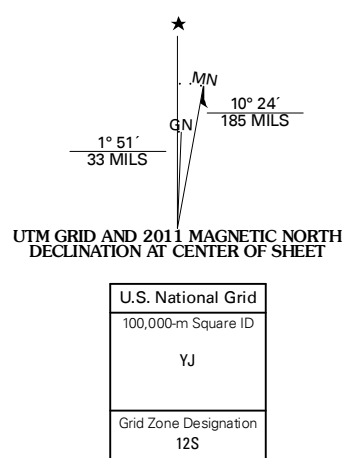 ★
MN
GN
10° 24´
185 MILS
1° 51´
33 MILS
UTM GRID AND 2011 MAGNETIC NORTH
DECLINATION AT CENTER OF SHEET
U.S. National Grid
100,000-m Square ID
YJ
Grid Zone Designation
12S